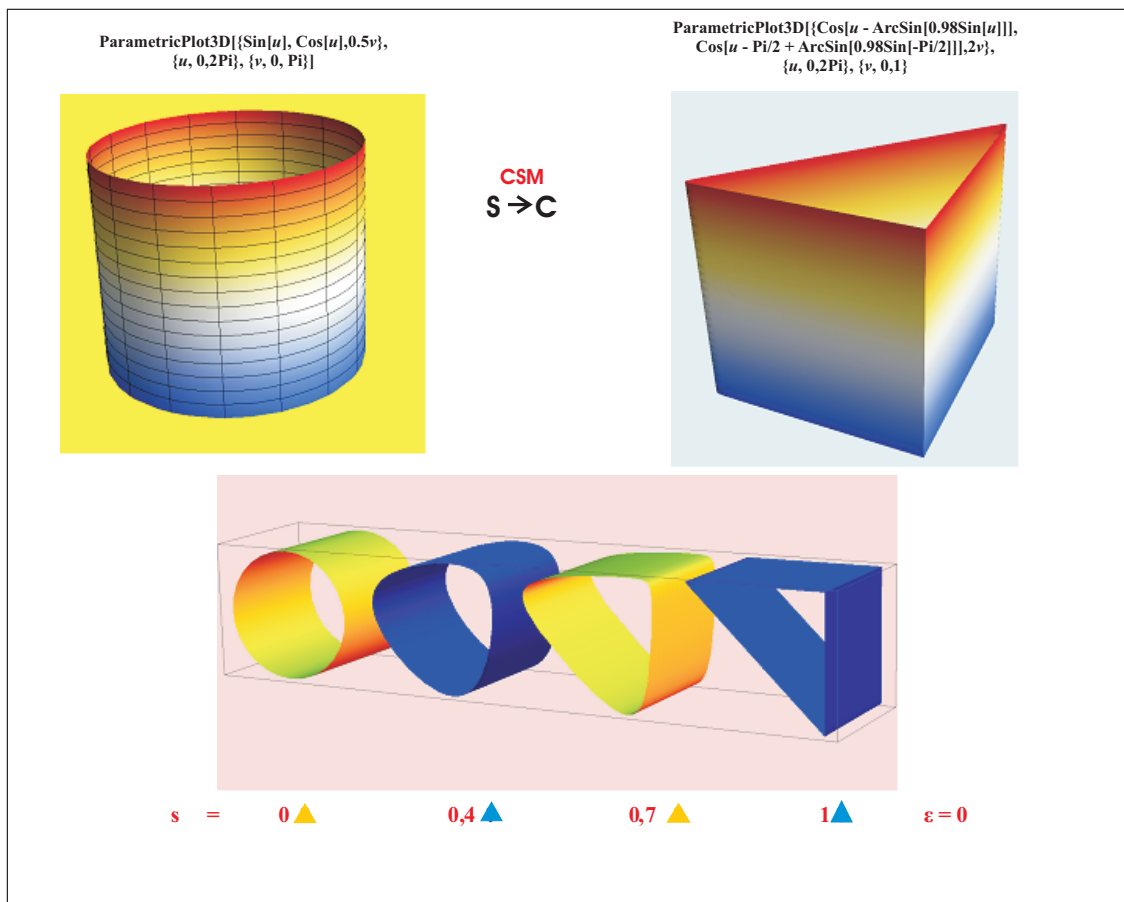 ParametricPlot3D[{Sin[u], Cos[u],0.5v},
{u, 0,2Pi}, {v, 0, Pi}]
ParametricPlot3D[{Cos[u - ArcSin[0.98Sin[u]]],
Cos[u - Pi/2 + ArcSin[0.98Sin[-Pi/2]]],2v},
{u, 0,2Pi}, {v, 0,1}
CSM
S → C
s = 0 0,4 0,7 1 ε = 0